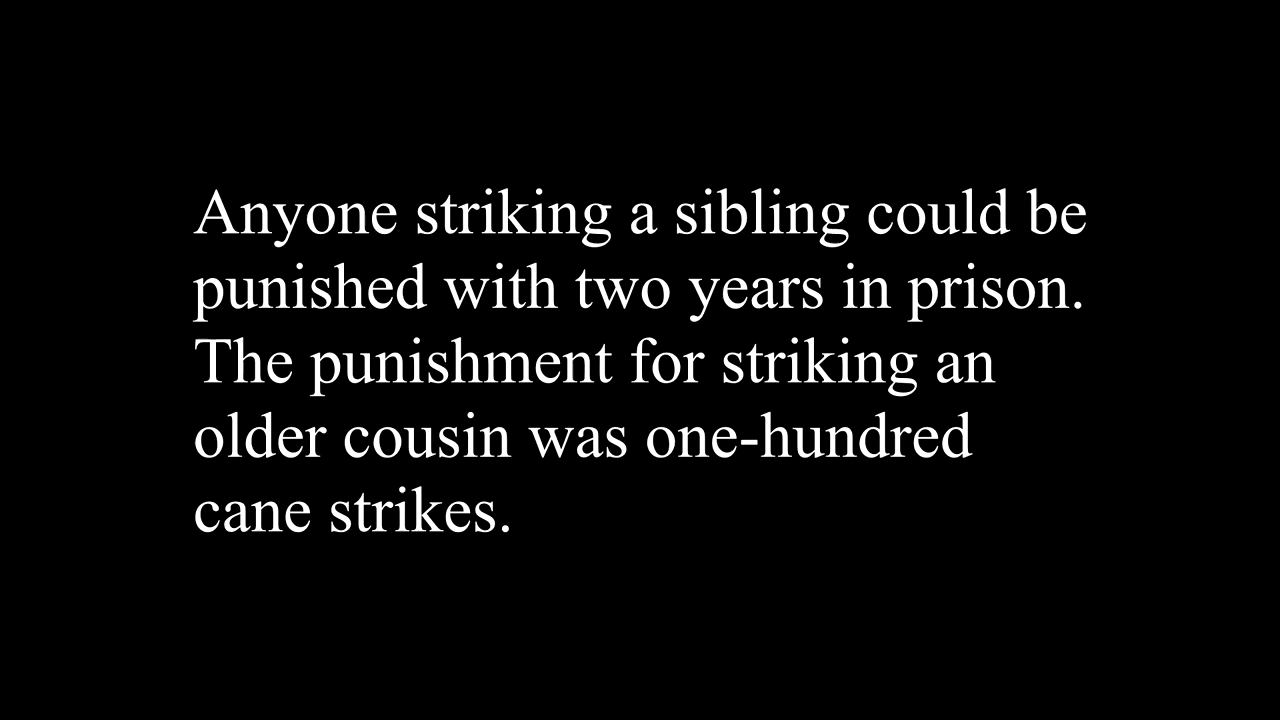 Anyone striking a sibling could be
punished with two years in prison.
The punishment for striking an
older cousin was one-hundred
cane strikes.